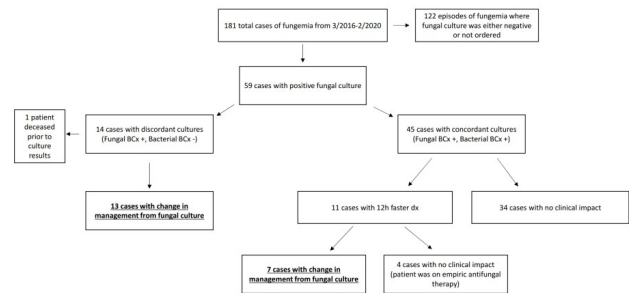 181 total cases of fungemia from 3/2016-2/2020
122 episodes of fungemia where
fungal culture was either negative
or not ordered
59 cases with positive fungal culture
1 patient
deceased
prior to
culture
results
14 cases with discordant cultures
(Fungal BCx +, Bacterial BCx -)
45 cases with concordant cultures
(Fungal BCx +, Bacterial BCx +)
13 cases with change in
management from fungal culture
11 cases with 12h faster dx
34 cases with no clinical impact
7 cases with change in
management from fungal culture
4 cases with no clinical impact
(patient was on empiric antifungal
therapy)